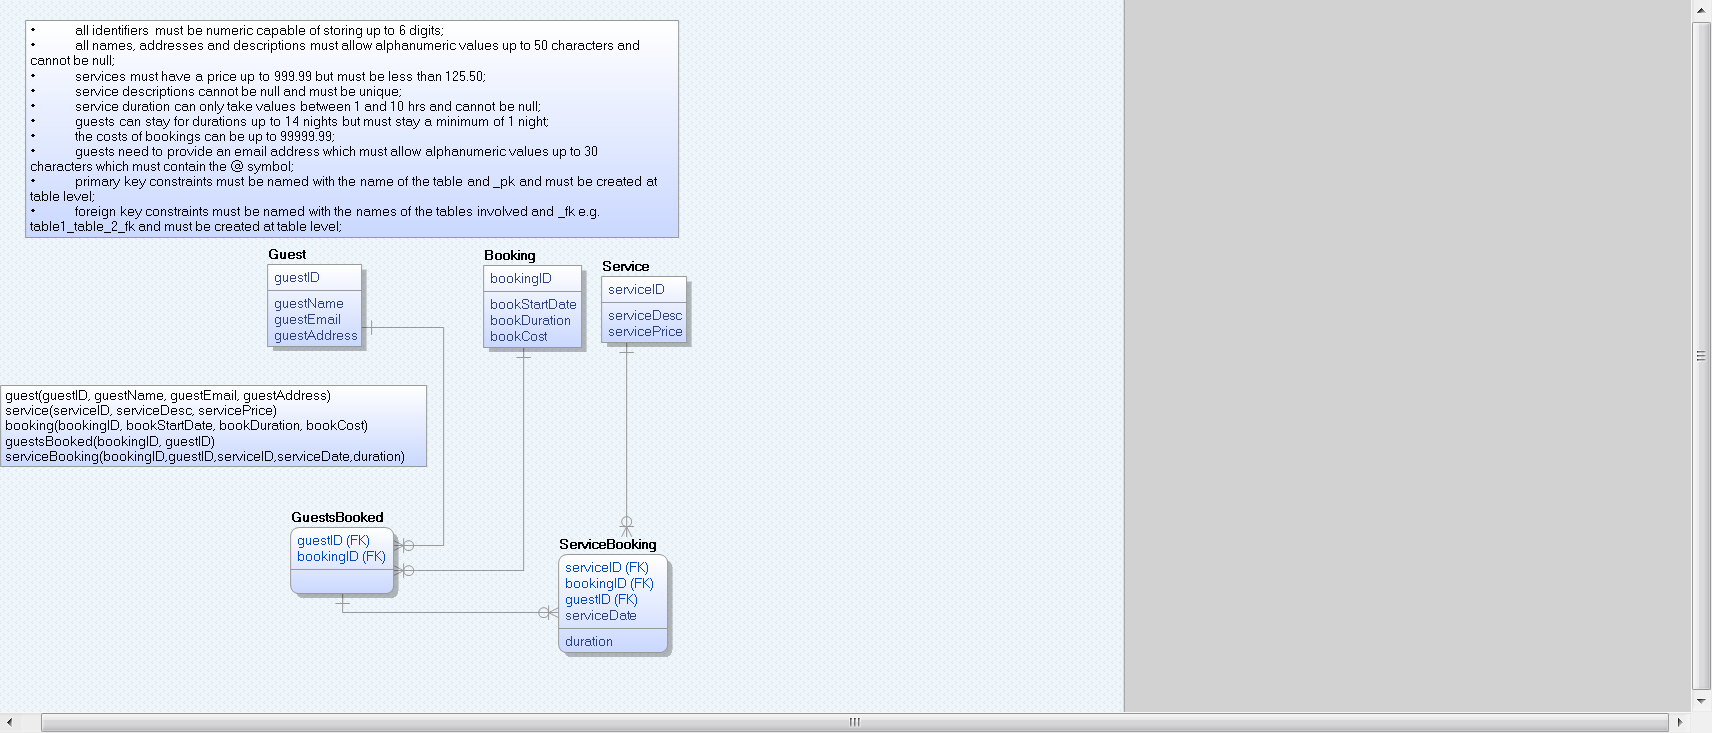 • all identifiers must be numeric capable of storing up to 6 digits;
• all names, addresses and descriptions must allow alphanumeric values up to 50 characters and
cannot be null;
• services must have a price up to 999.99 but must be less than 125.50;
• service descriptions cannot be null and must be unique;
• service duration can only take values between 1 and 10 hrs and cannot be null;
• guests can stay for durations up to 14 nights but must stay a minimum of 1 night;
• the costs of bookings can be up to 99999.99;
• guests need to provide an email address which must allow alphanumeric values up to 30
characters which must contain the @ symbol;
• primary key constraints must be named with the name of the table and _pk and must be created at
table level;
• foreign key constraints must be named with the names of the tables involved and _fk e.g.
table1_table_2_fk and must be created at table level;
Guest
guestID
guestName
guestEmail
guestAddress
Booking
bookingID
bookStartDate
bookDuration
bookCost
Service
serviceID
serviceDesc
servicePrice
guest(guestID, guestName, guestEmail, guestAddress)
service(serviceID, serviceDesc, servicePrice)
booking(bookingID, bookStartDate, bookDuration, bookCost)
guestsBooked(bookingID, guestID)
serviceBooking(bookingID,guestID,serviceID,serviceDate,duration)
GuestsBooked
guestID (FK)
bookingID (FK)
ServiceBooking
serviceID (FK)
bookingID (FK)
guestID (FK)
serviceDate
duration